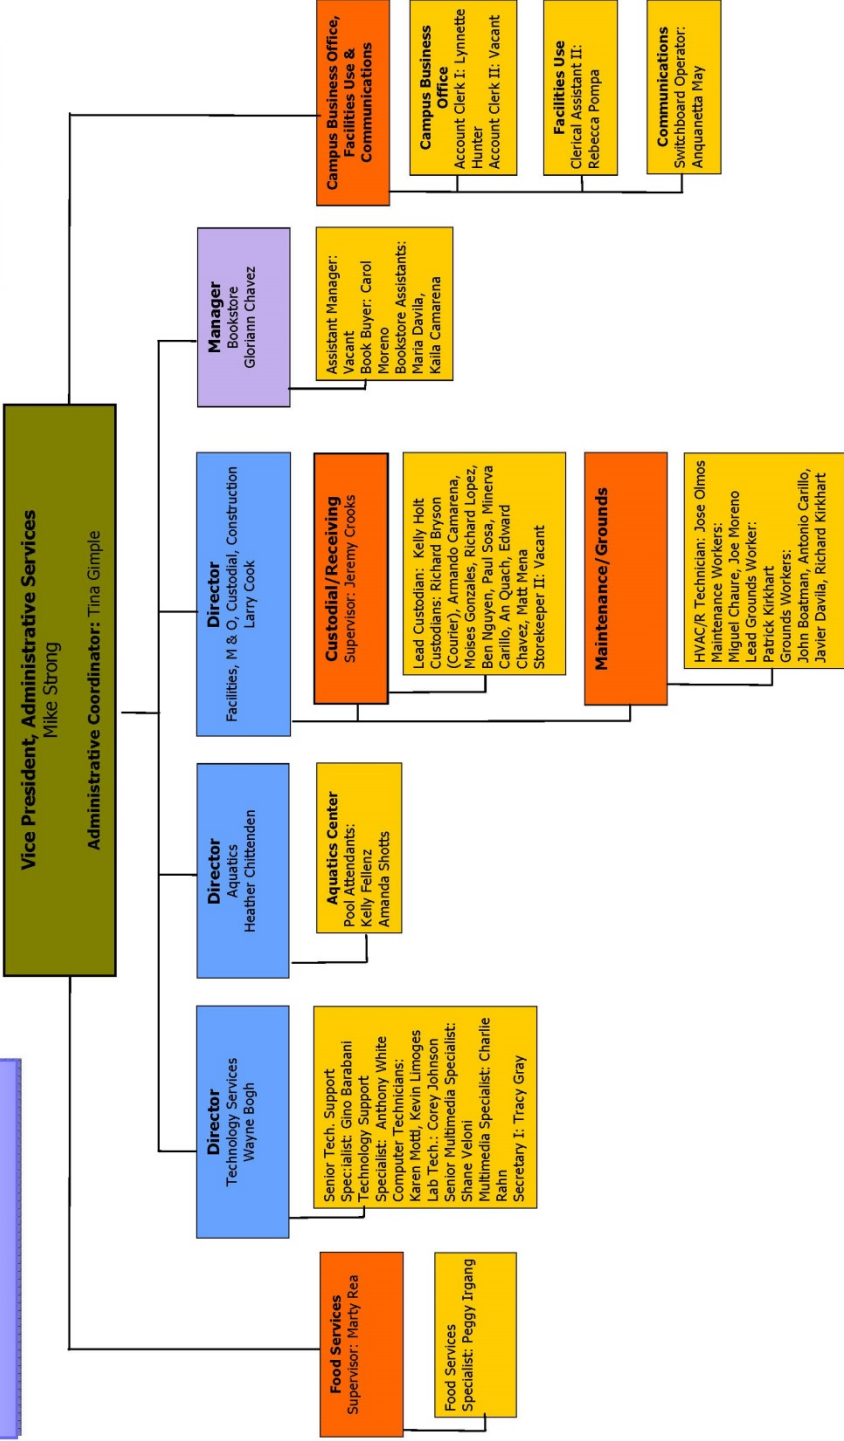 Vice President, Administrative Services
Mike Strong
Administrative Coordinator: Tina Gimple
Food Services
Supervisor: Marty Rea
Food Services
Specialist: Peggy Irgang
Director
Technology Services
Wayne Bogh
Senior Tech. Support
Specialist: Gino Barabani
Technology Support
Specialist: Anthony White
Computer Technicians:
Karen Mottl, Kevin Limoges
Lab Tech.: Corey Johnson
Senior Multimedia Specialist:
Shane Veloni
Multimedia Specialist: Charlie
Rahn
Secretary I: Tracy Gray
Director
Aquatics
Heather Chittenden
Aquatics Center
Pool Attendants:
Kelly Fellenz
Amanda Shotts
Director
Facilities, M & O, Custodial, Construction
Larry Cook
Custodial/Receiving
Supervisor: Jeremy Crooks
Lead Custodian: Kelly Holt
Custodians: Richard Bryson
(Courier), Armando Camarena,
Moises Gonzales, Richard Lopez,
Ben Nguyen, Paul Sosa, Minerva
Carillo, An Quach, Edward
Chavez, Matt Mena
Storekeeper II: Vacant
Maintenance/Grounds
HVAC/R Technician: Jose Olmos
Maintenance Workers:
Miguel Chaure, Joe Moreno
Lead Grounds Worker:
Patrick Kirkhart
Grounds Workers:
John Boatman, Antonio Carillo,
Javier Davila, Richard Kirkhart
Manager
Bookstore
Gloriann Chavez
Assistant Manager:
Vacant
Book Buyer: Carol
Moreno
Bookstore Assistants:
Maria Davila,
Kaila Camarena
Campus Business Office,
Facilities Use &
Communications
Campus Business
Office
Account Clerk I: Lynnette
Hunter
Account Clerk II: Vacant
Facilities Use
Clerical Assistant II:
Rebecca Pompa
Communications
Switchboard Operator:
Anquanetta May